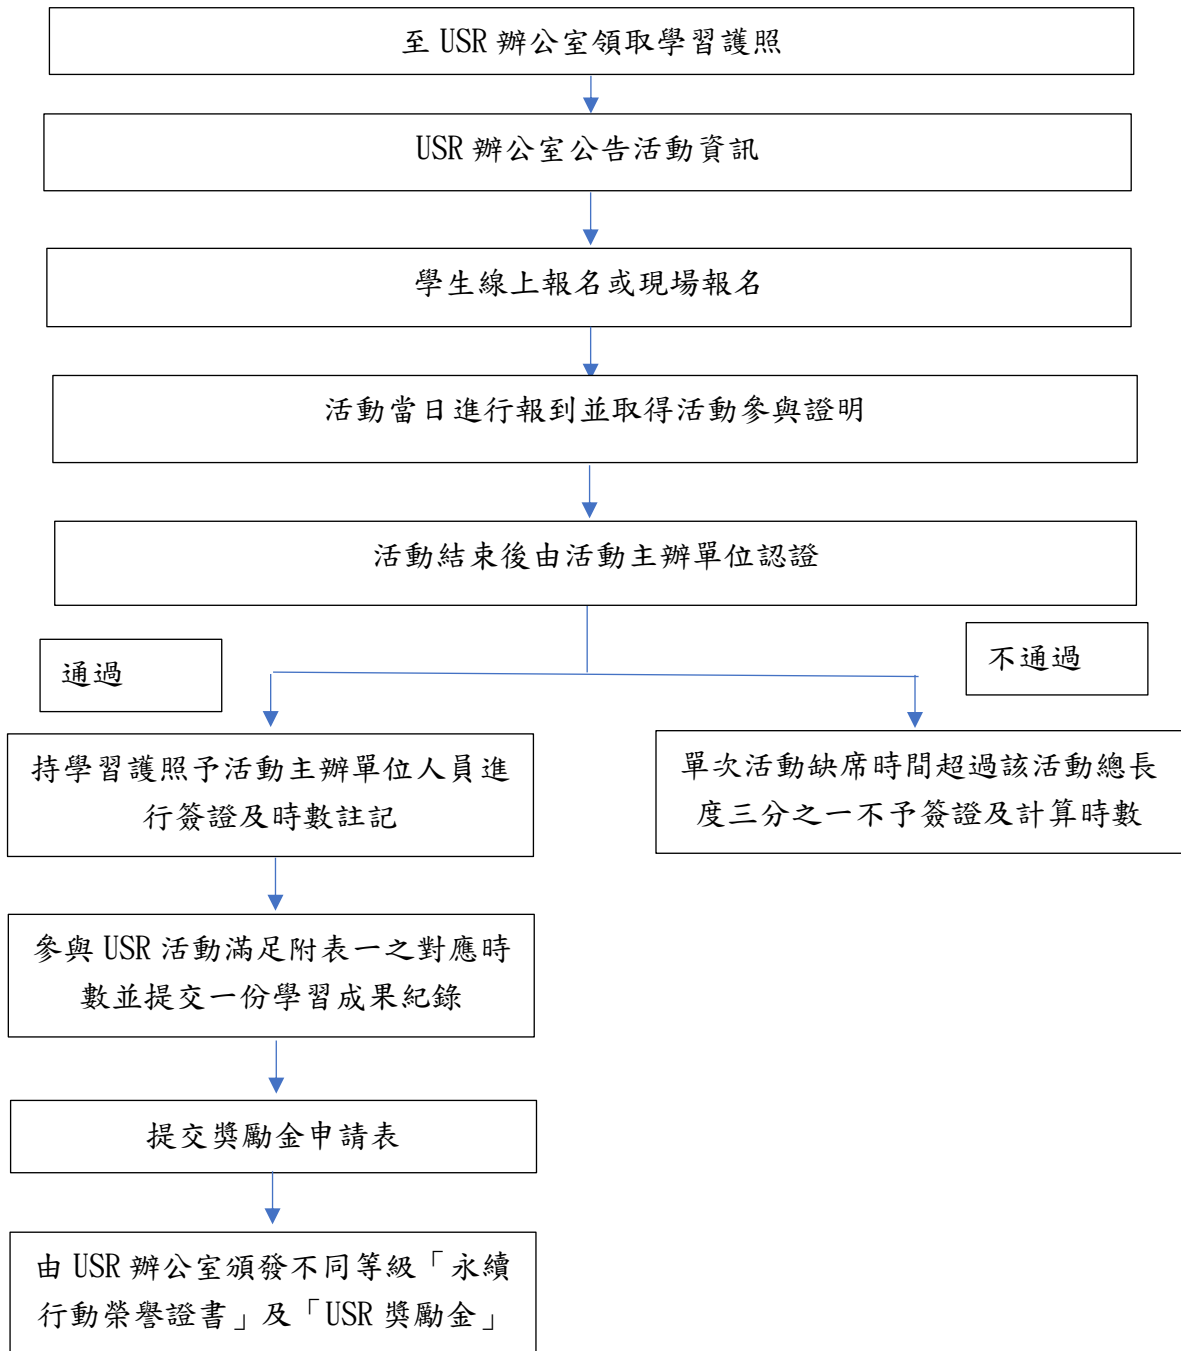 至 USR 辦公室領取學習護照
USR 辦公室公告活動資訊
學生線上報名或現場報名
活動當日進行報到並取得活動參與證明
活動結束後由活動主辦單位認證
通過
不通過
持學習護照予活動主辦單位人員進
行簽證及時數註記
單次活動缺席時間超過該活動總長
度三分之一不予簽證及計算時數
參與 USR 活動滿足附表一之對應時
數並提交一份學習成果紀錄
提交獎勵金申請表
由 USR 辦公室頒發不同等級「永續
行動榮譽證書」及「USR 獎勵金」